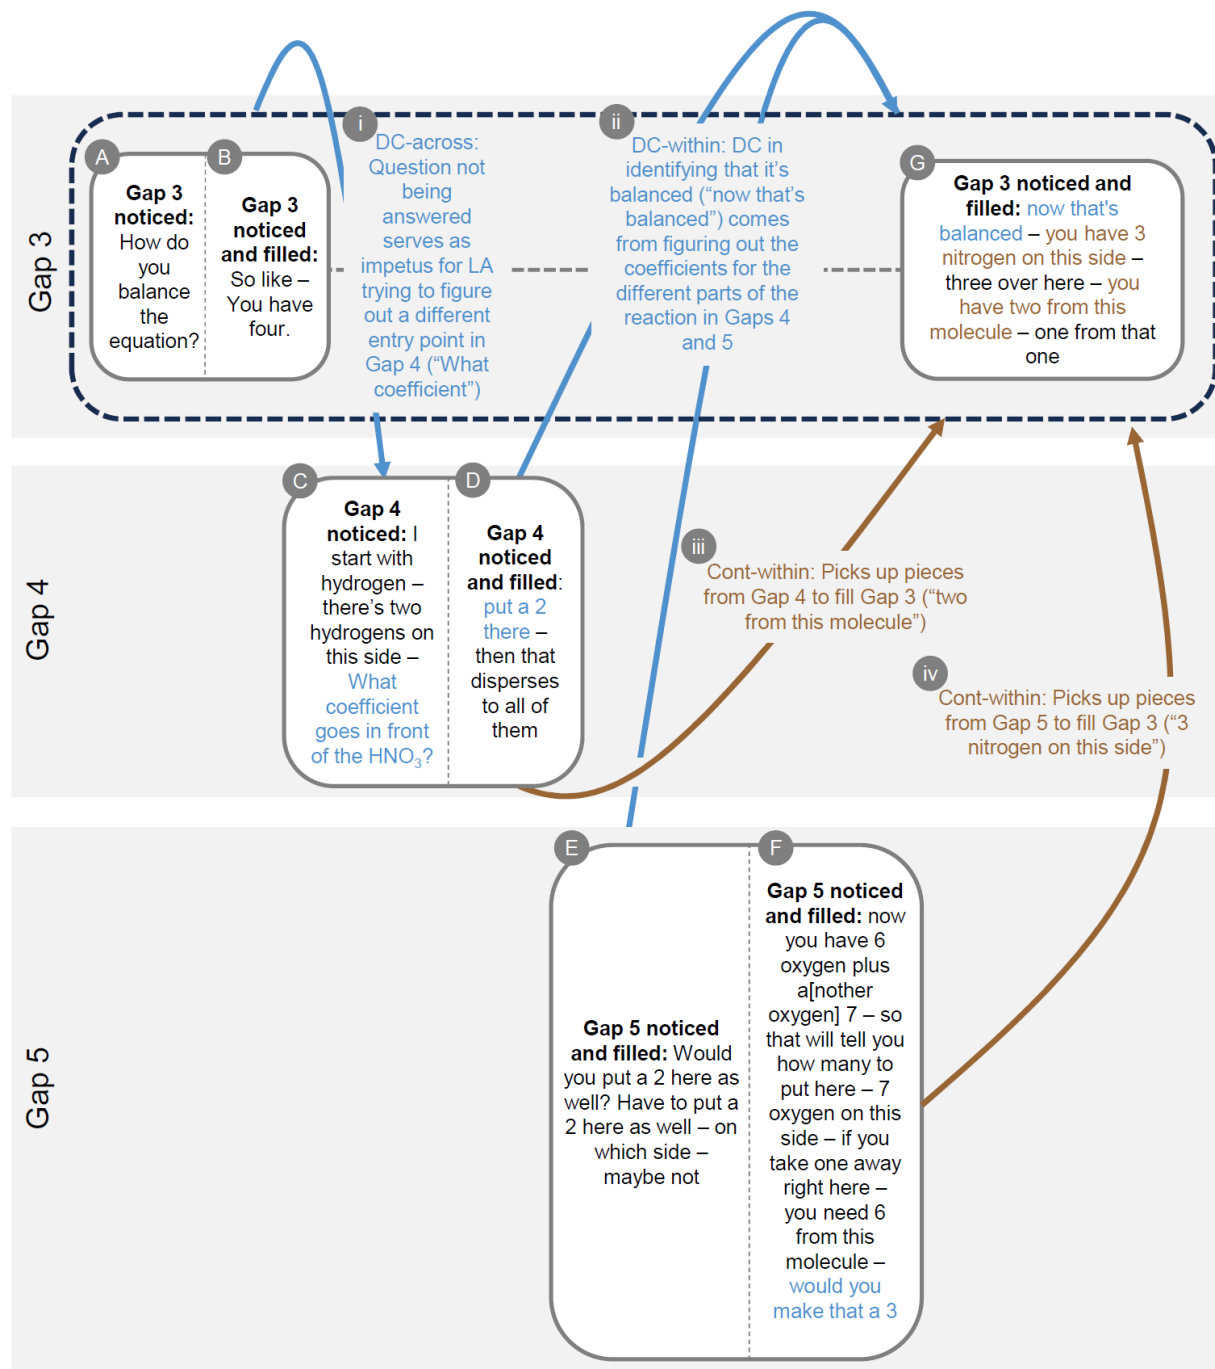 Gap 3
A
Gap 3
noticed:
How do
you
balance
the
equation?
B
Gap 3
noticed
and filled:
So like –
You have
four.
i
DC-across:
Question not
being
answered
serves as
impetus for LA
trying to figure
out a different
entry point in
Gap 4 (“What
coefficient”)
ii
DC-within: DC in
identifying that it’s
balanced (“now that’s
balanced”) comes
from figuring out the
coefficients for the
different parts of the
reaction in Gaps 4
and 5
G
Gap 3 noticed and
filled: now that's
balanced – you have 3
nitrogen on this side –
three over here – you
have two from this
molecule – one from that
one
Gap 4
C
Gap 4
noticed: I
start with
hydrogen –
there’s two
hydrogens on
this side –
What
coefficient
goes in front
of the HNO₃?
D
Gap 4
noticed
and filled:
put a 2
there –
then that
disperses
to all of
them
iii
Cont-within: Picks up pieces
from Gap 4 to fill Gap 3 (“two
from this molecule”)
iv
Cont-within: Picks up pieces
from Gap 5 to fill Gap 3 (“3
nitrogen on this side”)
Gap 5
E
Gap 5 noticed
and filled: Would
you put a 2 here as
well? Have to put a
2 here as well – on
which side –
maybe not
F
Gap 5 noticed
and filled: now
you have 6
oxygen plus
a[nother
oxygen] 7 – so
that will tell you
how many to
put here – 7
oxygen on this
side – if you
take one away
right here –
you need 6
from this
molecule –
would you
make that a 3